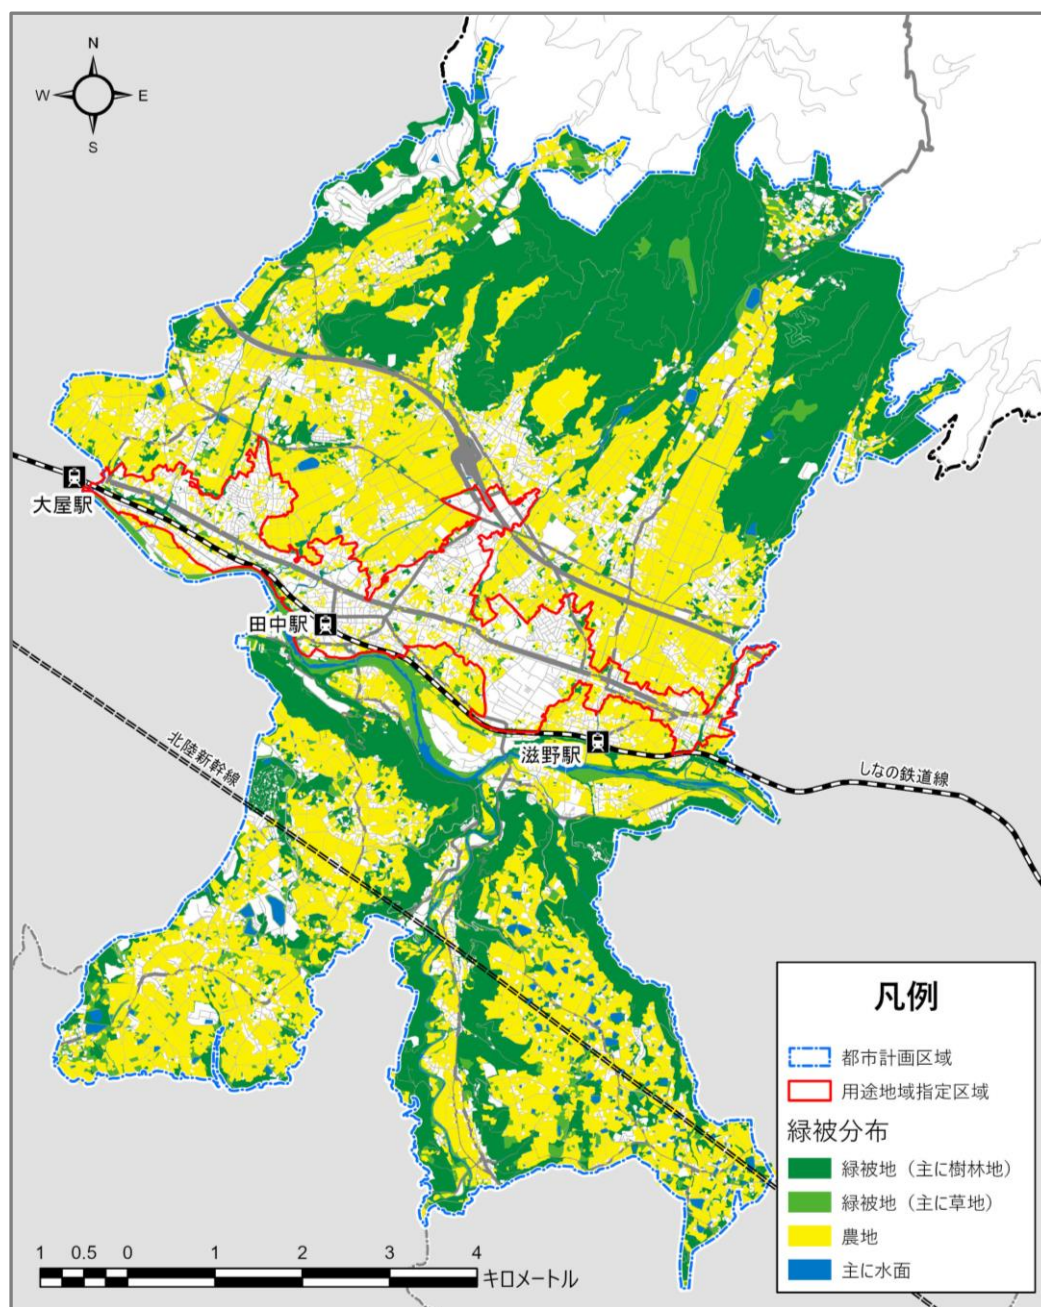 N
W E
S
大屋駅
田中駅
滋野駅
北陸新幹線
しなの鉄道線
凡例
都市計画区域
用途地域指定区域
緑被分布
緑被地（主に樹林地）
緑被地（主に草地）
農地
主に水面
1 0.5 0 1 2 3 4
キロメートル